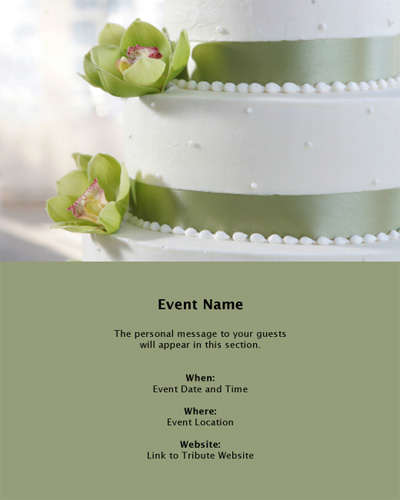 Event Name
The personal message to your guests
will appear in this section.
When:
Event Date and Time
Where:
Event Location
Website:
Link to Tribute Website